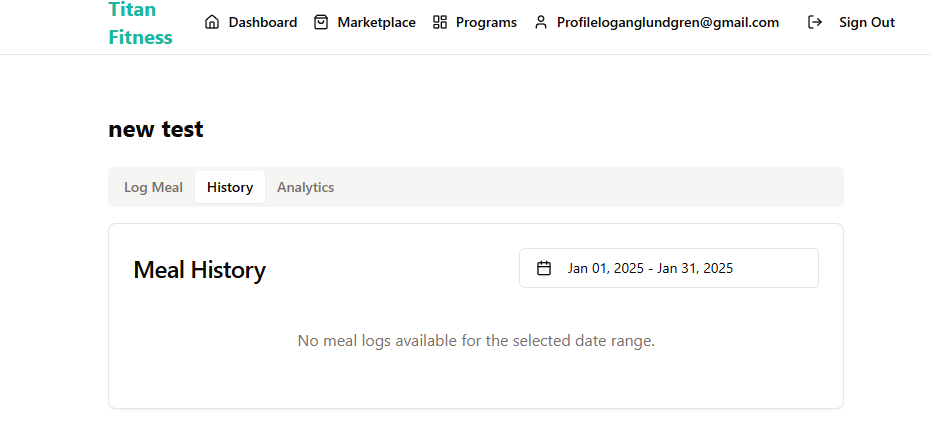 Titan
Fitness
Dashboard
Marketplace
Programs
Profileloganglundgren@gmail.com
Sign Out
new test
Log Meal
History
Analytics
Meal History
Jan 01, 2025 - Jan 31, 2025
No meal logs available for the selected date range.